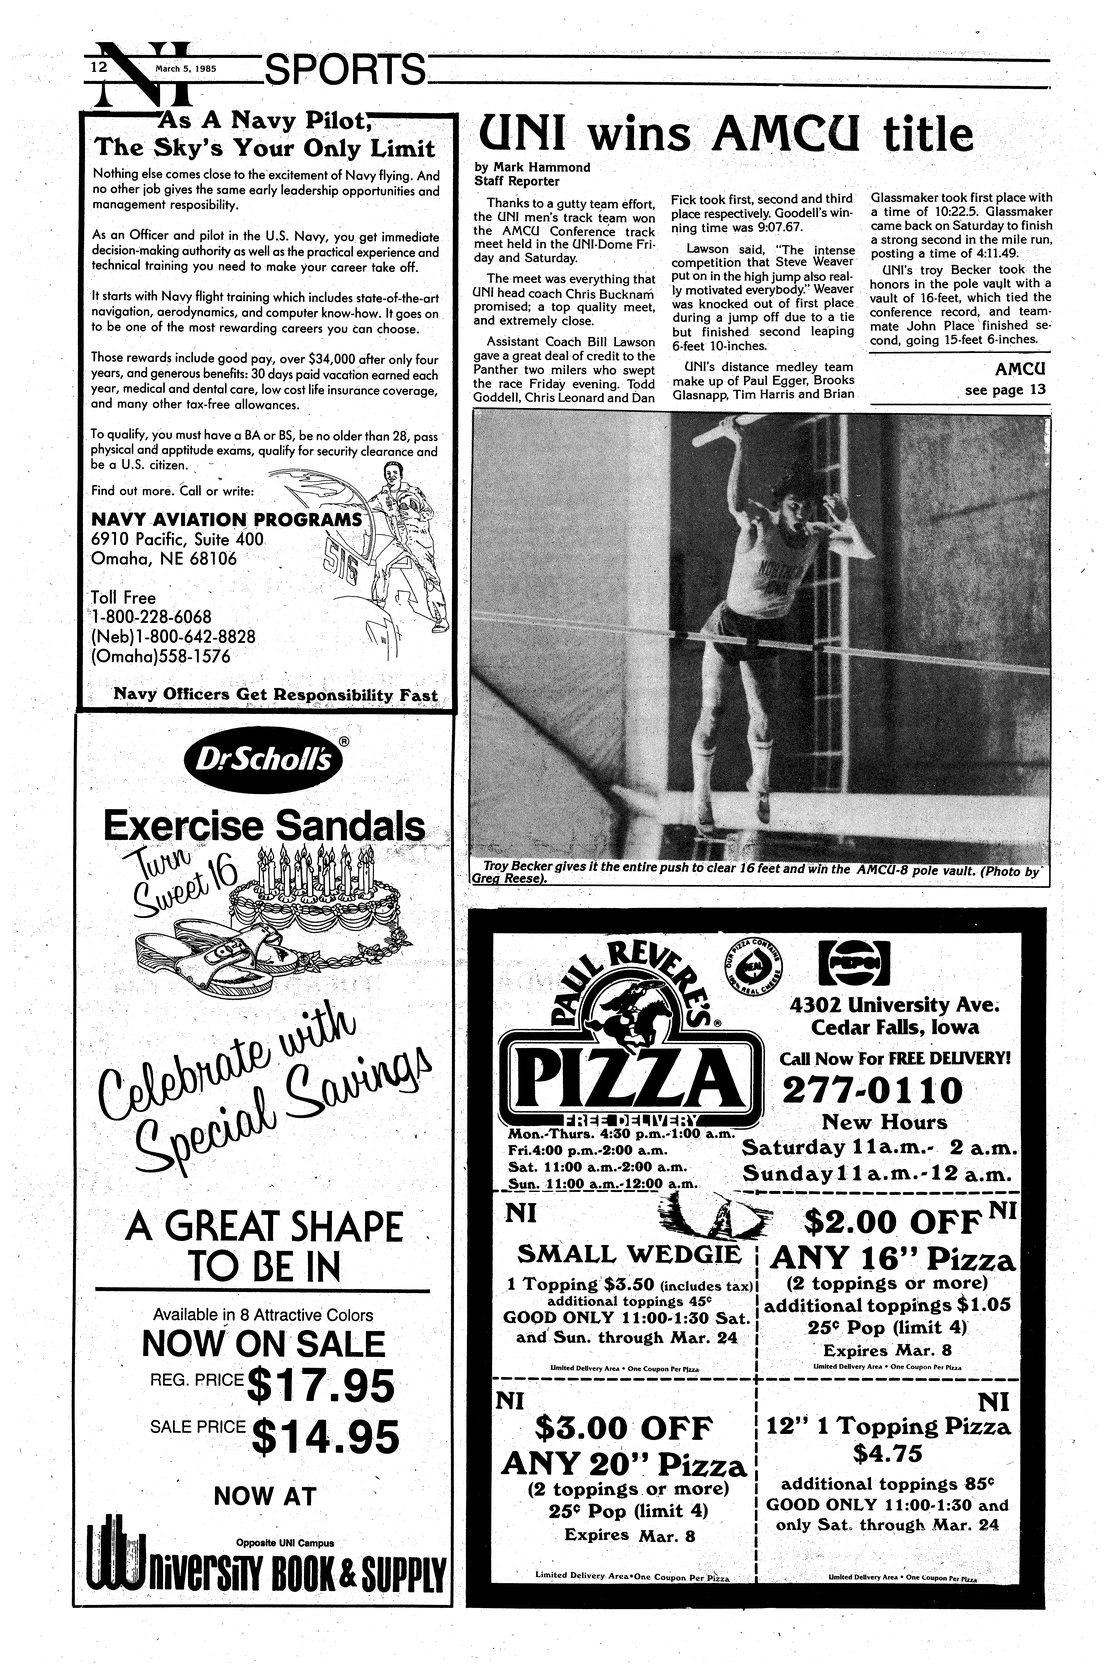 NI
12
March 5, 1985
SPORTS
As A Navy Pilot,
The Sky's Your Only Limit
Nothing else comes close to the excitement of Navy flying. And
no other job gives the same early leadership opportunities and
management resposibility.
As an Officer and pilot in the U.S. Navy, you get immediate
decision-making authority as well as the practical experience and
technical training you need to make your career take off.
It starts with Navy flight training which includes state-of-the-art
navigation, aerodynamics, and computer know-how. It goes on
to be one of the most rewarding careers you can choose.
Those rewards include good pay, over $34,000 after only four
years, and generous benefits: 30 days paid vacation earned each
year, medical and dental care, low cost life insurance coverage,
and many other tax-free allowances.
To qualify, you must have a BA or BS, be no older than 28, pass
physical and apptitude exams, qualify for security clearance and
be a U.S. citizen.
Find out more. Call or write:
NAVY AVIATION PROGRAMS
6910 Pacific, Suite 400
Omaha, NE 68106
516
Toll Free
1-800-228-6068
(Neb)1-800-642-8828
(Omaha)558-1576
Navy Officers Get Responsibility Fast
Dr Scholl's ®
Exercise Sandals
Turn
Sweet 16
Celebrate with
Special Savings
A GREAT SHAPE
TO BE IN
Available in 8 Attractive Colors
NOW ON SALE
REG. PRICE $17.95
SALE PRICE $14.95
NOW AT
Opposite UNI Campus
University BOOK & SUPPLY
UNI wins AMCU title
by Mark Hammond
Staff Reporter
Thanks to a gutty team effort,
the UNI men's track team won
the AMCU Conference track
meet held in the UNI-Dome Fri-
day and Saturday.
The meet was everything that
UNI head coach Chris Bucknam
promised; a top quality meet,
and extremely close.
Assistant Coach Bill Lawson
gave a great deal of credit to the
Panther two milers who swept
the race Friday evening. Todd
Goddell, Chris Leonard and Dan
Fick took first, second and third
place respectively. Goodell's win-
ning time was 9:07.67.
Lawson said, "The intense
competition that Steve Weaver
put on in the high jump also real-
ly motivated everybody." Weaver
was knocked out of first place
during a jump off due to a tie
but finished second leaping
6-feet 10-inches.
UNI's distance medley team
make up of Paul Egger, Brooks
Glasnapp, Tim Harris and Brian
Glassmaker took first place with
a time of 10:22.5. Glassmaker
came back on Saturday to finish
a strong second in the mile run,
posting a time of 4:11.49.
UNI's troy Becker took the
honors in the pole vault with a
vault of 16-feet, which tied the
conference record, and team-
mate John Place finished se-
cond, going 15-feet 6-inches.
AMCU
see page 13
NORTHERN
IOWA
Troy Becker gives it the entire push to clear 16 feet and win the AMCU-8 pole vault. (Photo by
Greg Reese).
PAUL REVERE'S ®
PIZZA
FREE DELIVERY
OUR PIZZA CONTAINS
REAL
100% REAL CHEESE
PEPSI
4302 University Ave.
Cedar Falls, Iowa
Call Now For FREE DELIVERY!
277-0110
New Hours
Saturday 11a.m.- 2 a.m.
Sunday 11a.m.-12 a.m.
Mon.-Thurs. 4:30 p.m.-1:00 a.m.
Fri.4:00 p.m.-2:00 a.m.
Sat. 11:00 a.m.-2:00 a.m.
Sun. 11:00 a.m.-12:00 a.m.
NI
SMALL WEDGIE
1 Topping $3.50 (includes tax)
additional toppings 45¢
GOOD ONLY 11:00-1:30 Sat.
and Sun. through Mar. 24
Limited Delivery Area • One Coupon Per Pizza
$2.00 OFF NI
ANY 16" Pizza
(2 toppings or more)
additional toppings $1.05
25¢ Pop (limit 4)
Expires Mar. 8
Limited Delivery Area • One Coupon Per Pizza
NI
$3.00 OFF
ANY 20" Pizza
(2 toppings or more)
25¢ Pop (limit 4)
Expires Mar. 8
Limited Delivery Area•One Coupon Per Pizza
NI
12" 1 Topping Pizza
$4.75
additional toppings 85¢
GOOD ONLY 11:00-1:30 and
only Sat. through Mar. 24
Limited Delivery Area • One Coupon Per Pizza